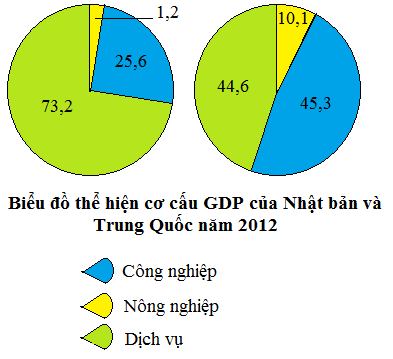 1,2
10,1
25,6
73,2
44,6
45,3
Biểu đồ thể hiện cơ cấu GDP của Nhật bản và
Trung Quốc năm 2012
Công nghiệp
Nông nghiệp
Dịch vụ